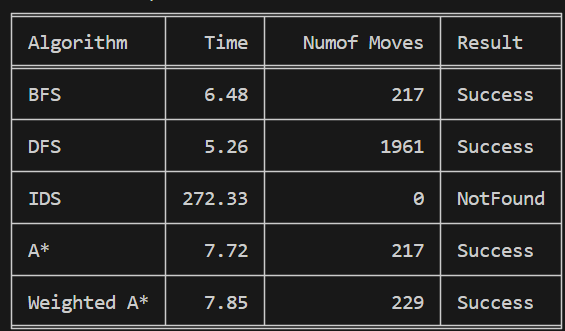 Algorithm Time Numof Moves Result
BFS 6.48 217 Success
DFS 5.26 1961 Success
IDS 272.33 0 NotFound
A* 7.72 217 Success
Weighted A* 7.85 229 Success